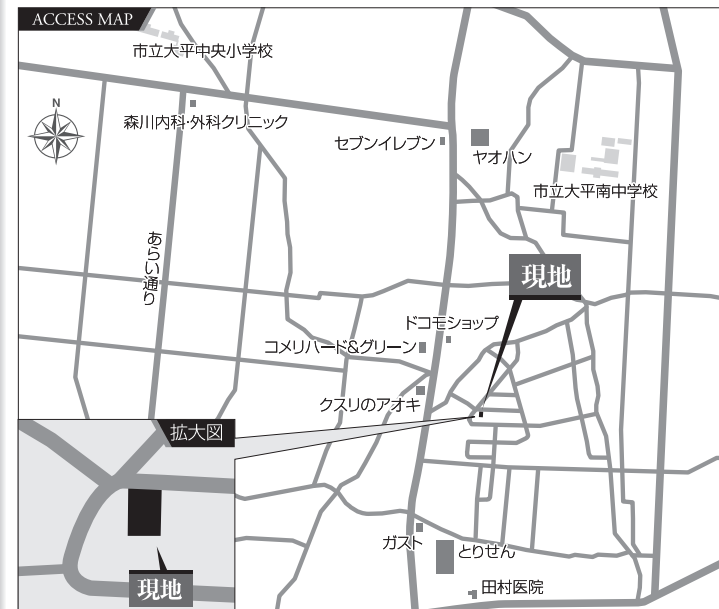 ACCESS MAP
市立大平中央小学校
N
森川内科・外科クリニック
セブンイレブン
ヤオハン
市立大平南中学校
あらい通り
現地
ドコモショップ
コメリハード&グリーン
クスリのアオキ
拡大図
現地
ガスト
とりせん
田村医院